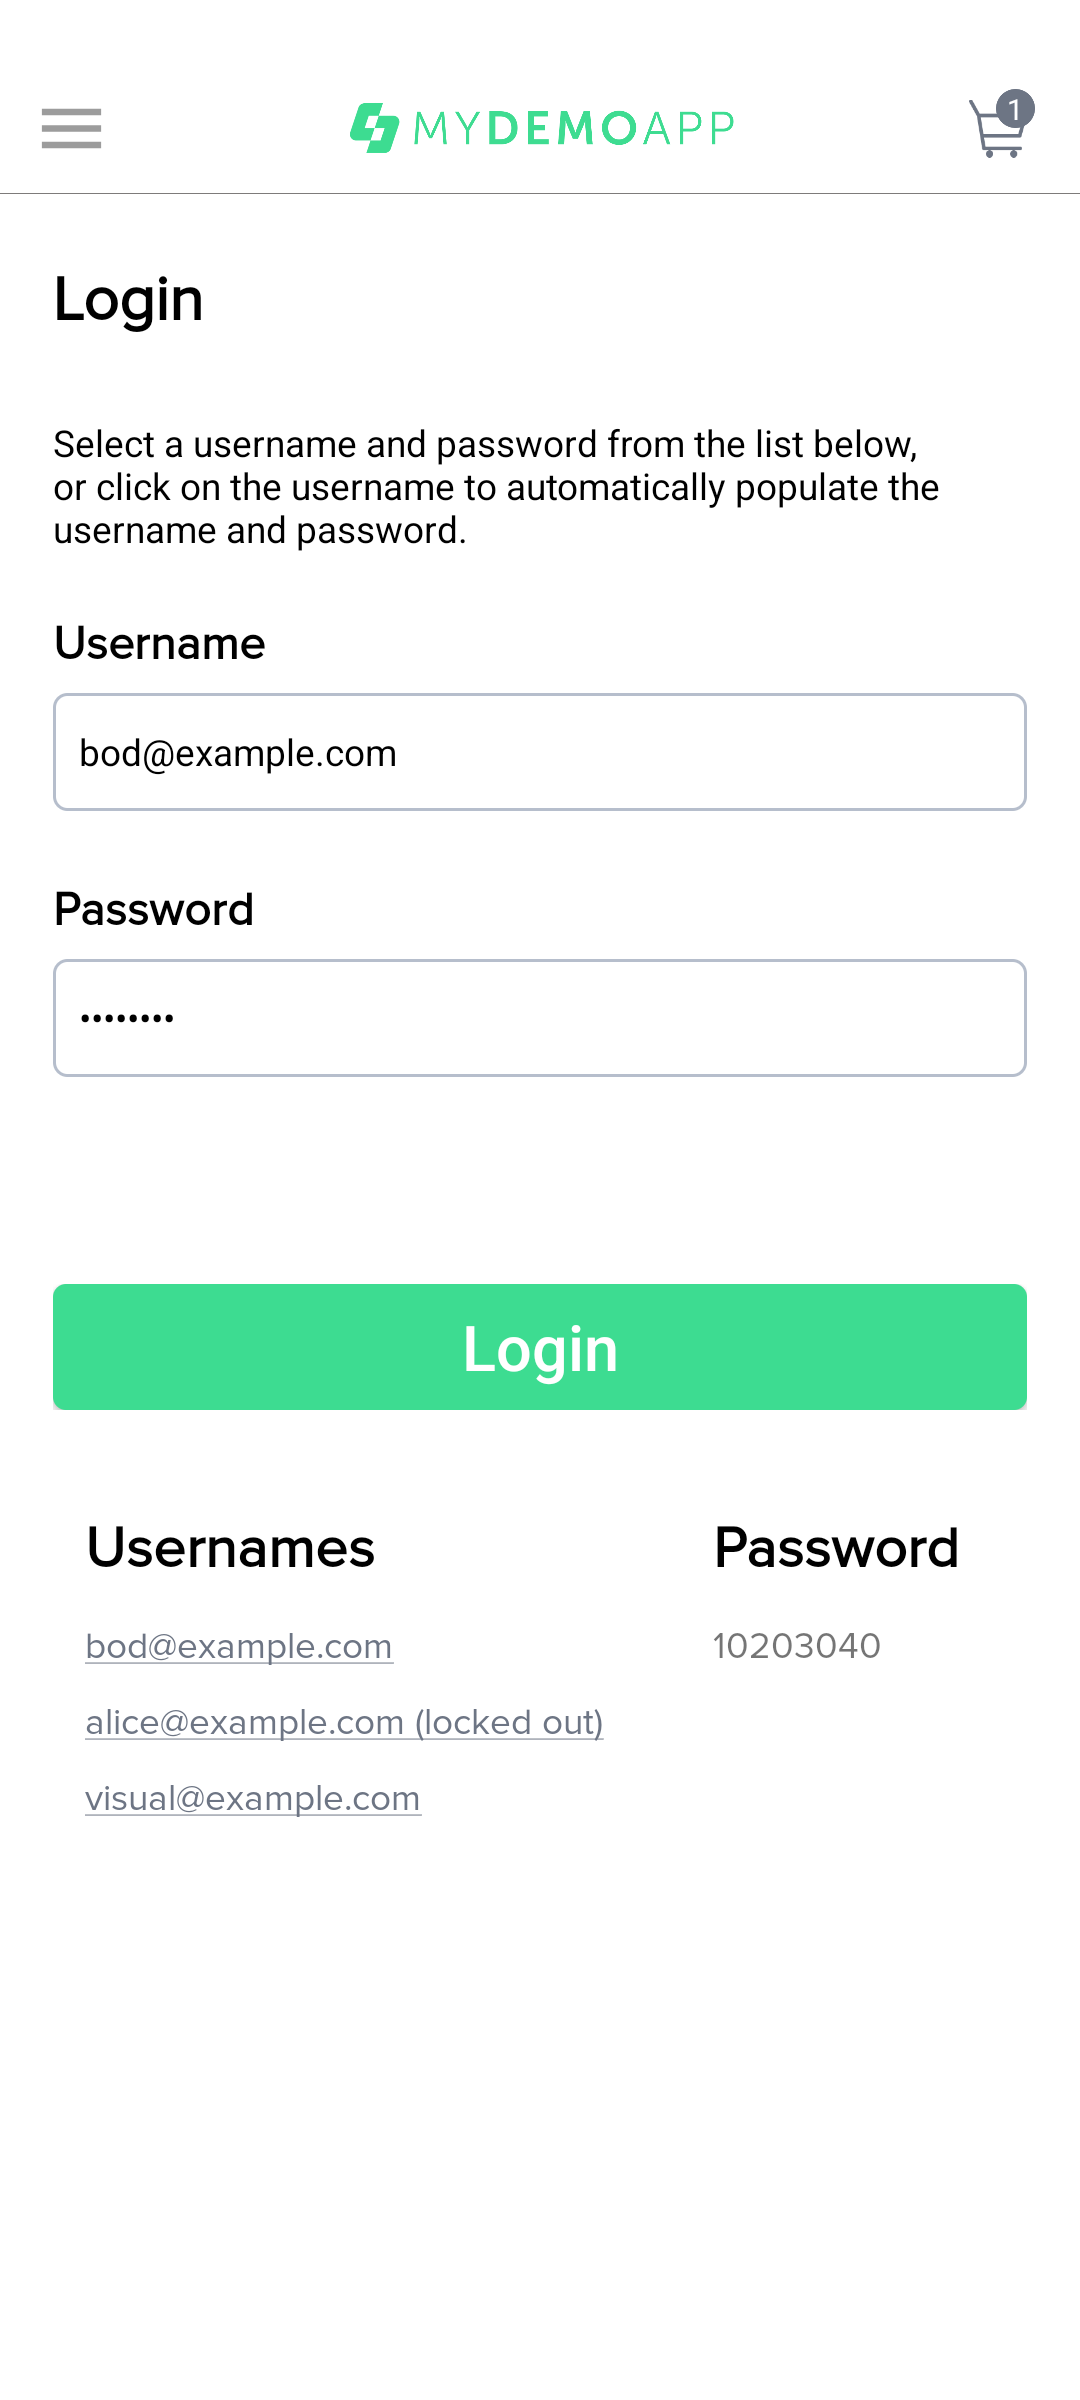 MYDEMOAPP
1
Login
Select a username and password from the list below,
or click on the username to automatically populate the
username and password.
Username
bod@example.com
Password
••••••••
Login
Usernames Password
bod@example.com 10203040
alice@example.com (locked out)
visual@example.com